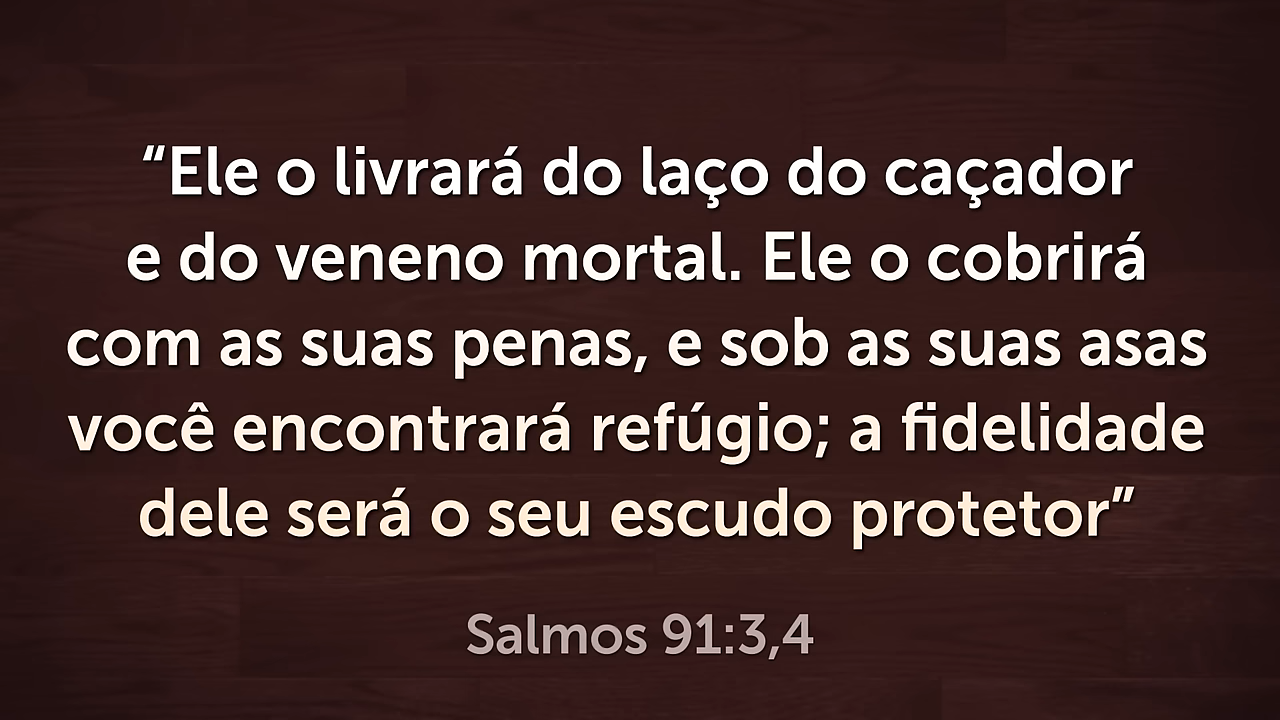 “Ele o livrará do laço do caçador
e do veneno mortal. Ele o cobrirá
com as suas penas, e sob as suas asas
você encontrará refúgio; a fidelidade
dele será o seu escudo protetor”
Salmos 91:3,4